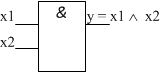 x1 & y = x1 ∧ x2
x2